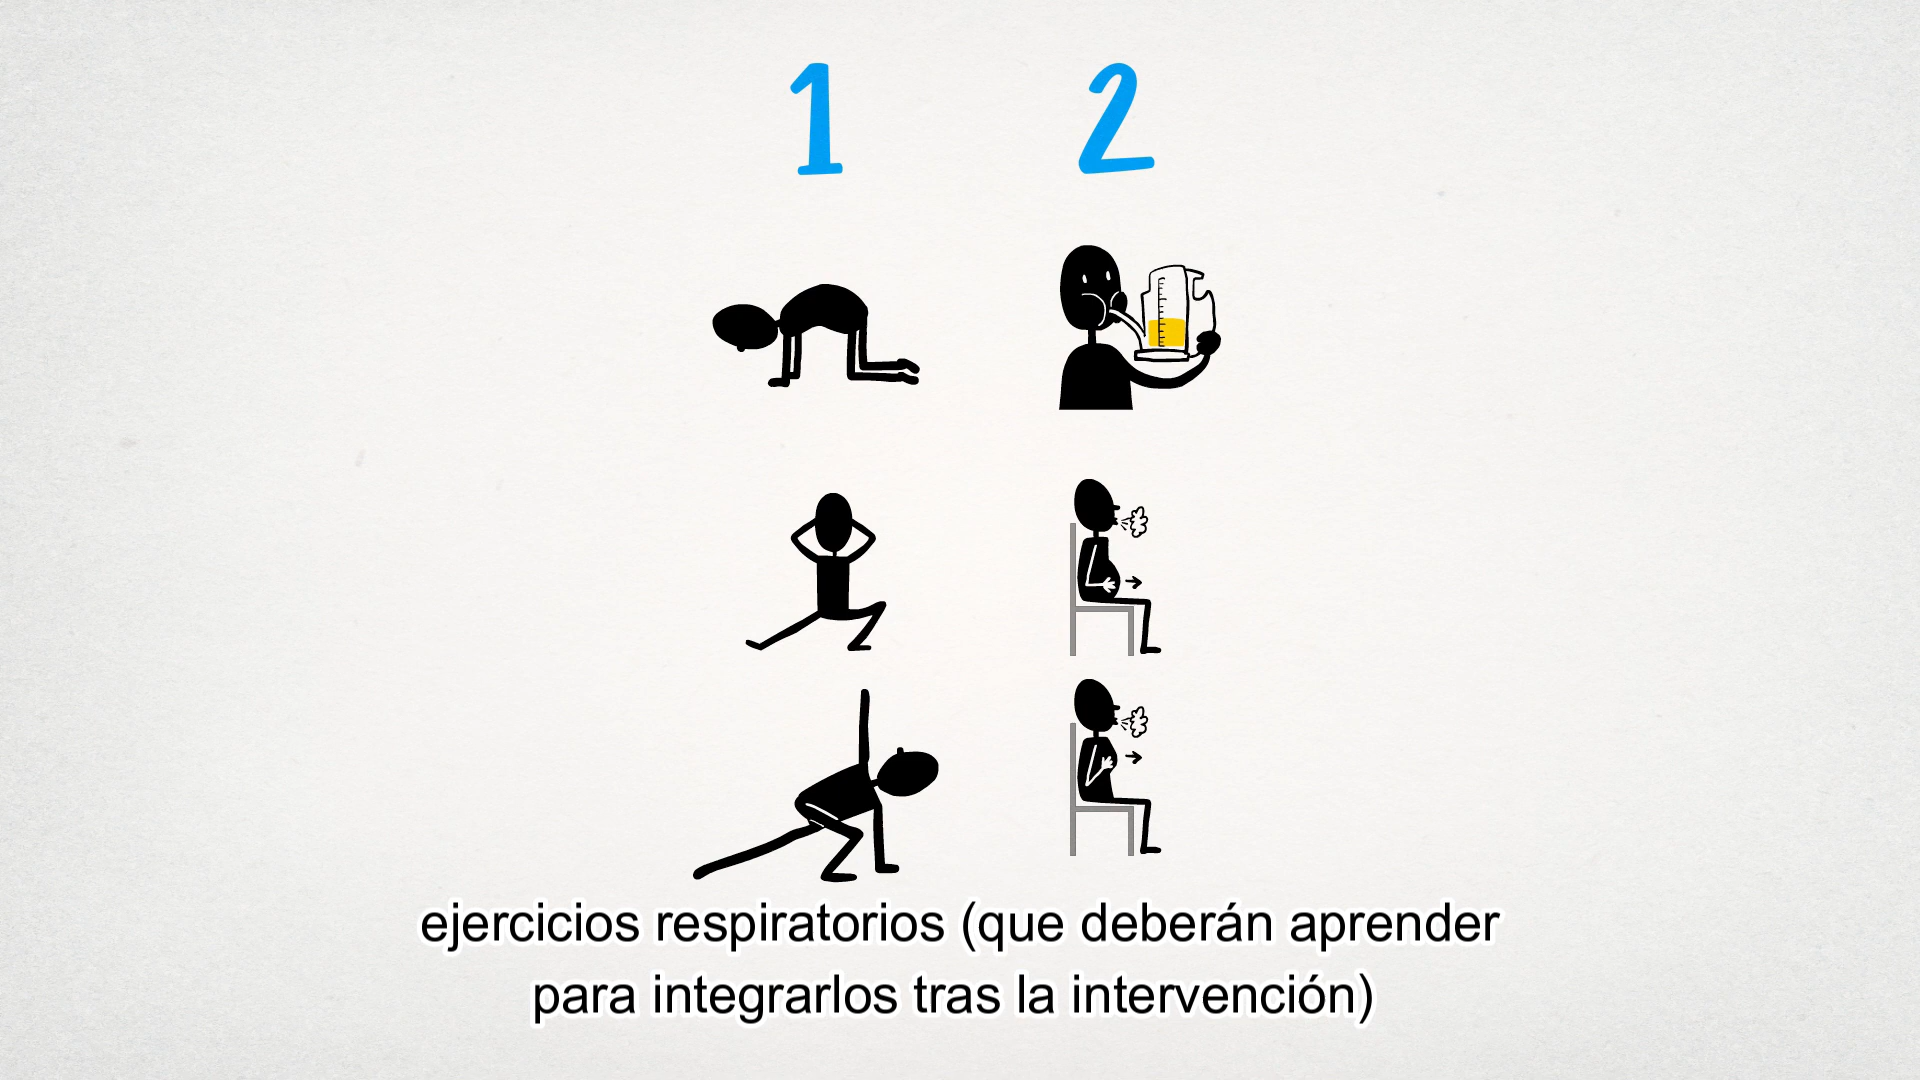 1 2
ejercicios respiratorios (que deberán aprender
para integrarlos tras la intervención)